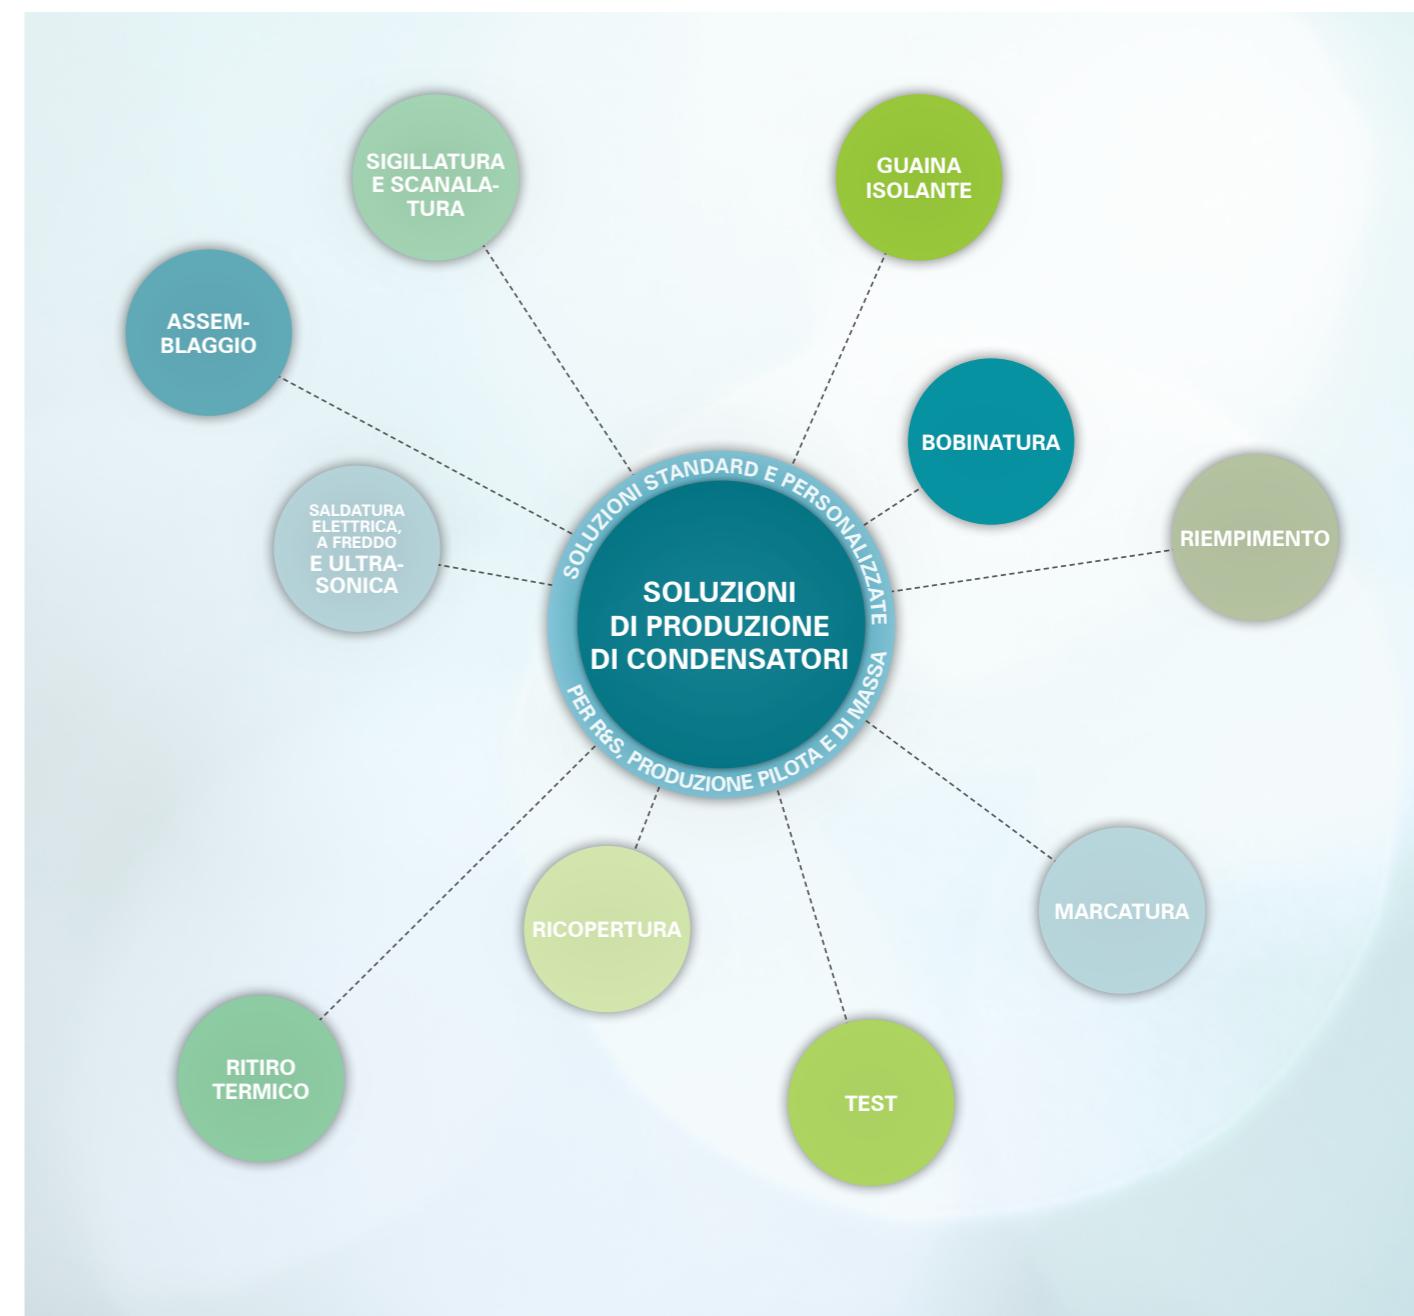 SIGILLATURA
E SCANALA-
TURA
GUAINA
ISOLANTE
ASSEM-
BLAGGIO
BOBINATURA
SALDATURA
ELETTRICA,
A FREDDO
E ULTRA-
SONICA
RIEMPIMENTO
SOLUZIONI STANDARD E PERSONALIZZATE
SOLUZIONI
DI PRODUZIONE
DI CONDENSATORI
PER R&S, PRODUZIONE PILOTA E DI MASSA
RICOPERTURA
MARCATURA
RITIRO
TERMICO
TEST